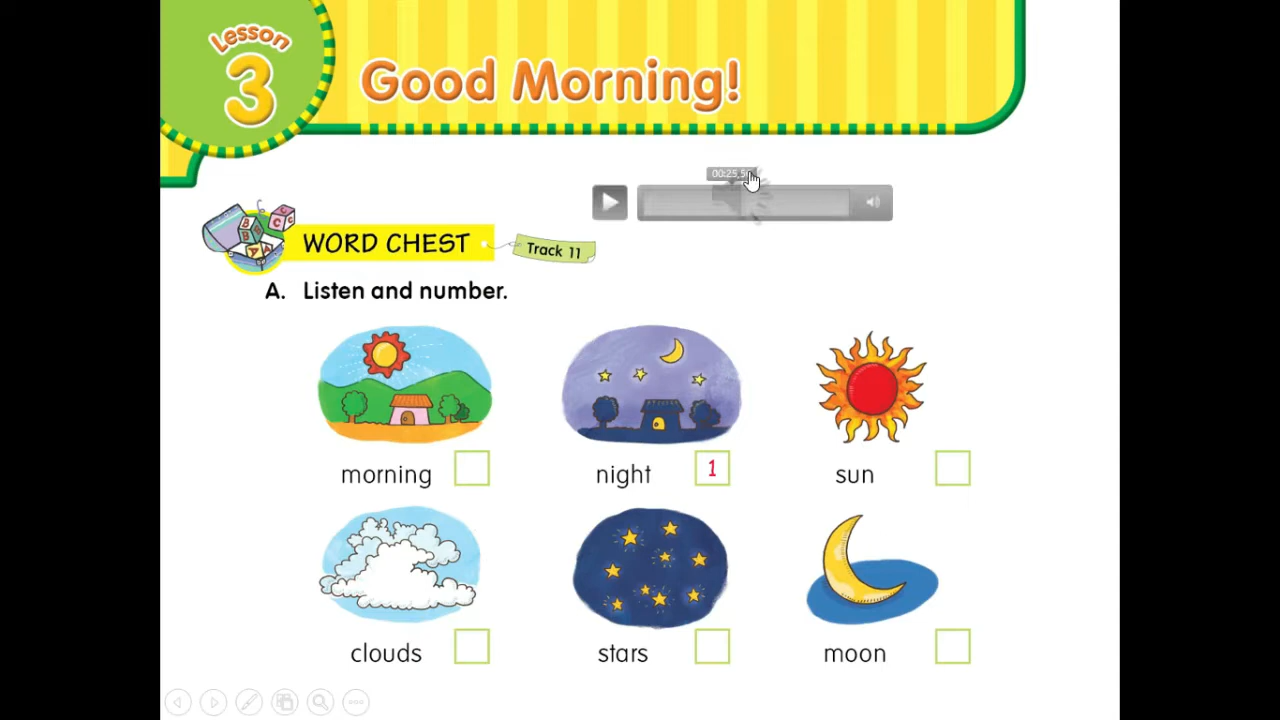 Lesson
3
Good Morning!
WORD CHEST
Track 11
A. Listen and number.
morning
night 1
sun
clouds
stars
moon